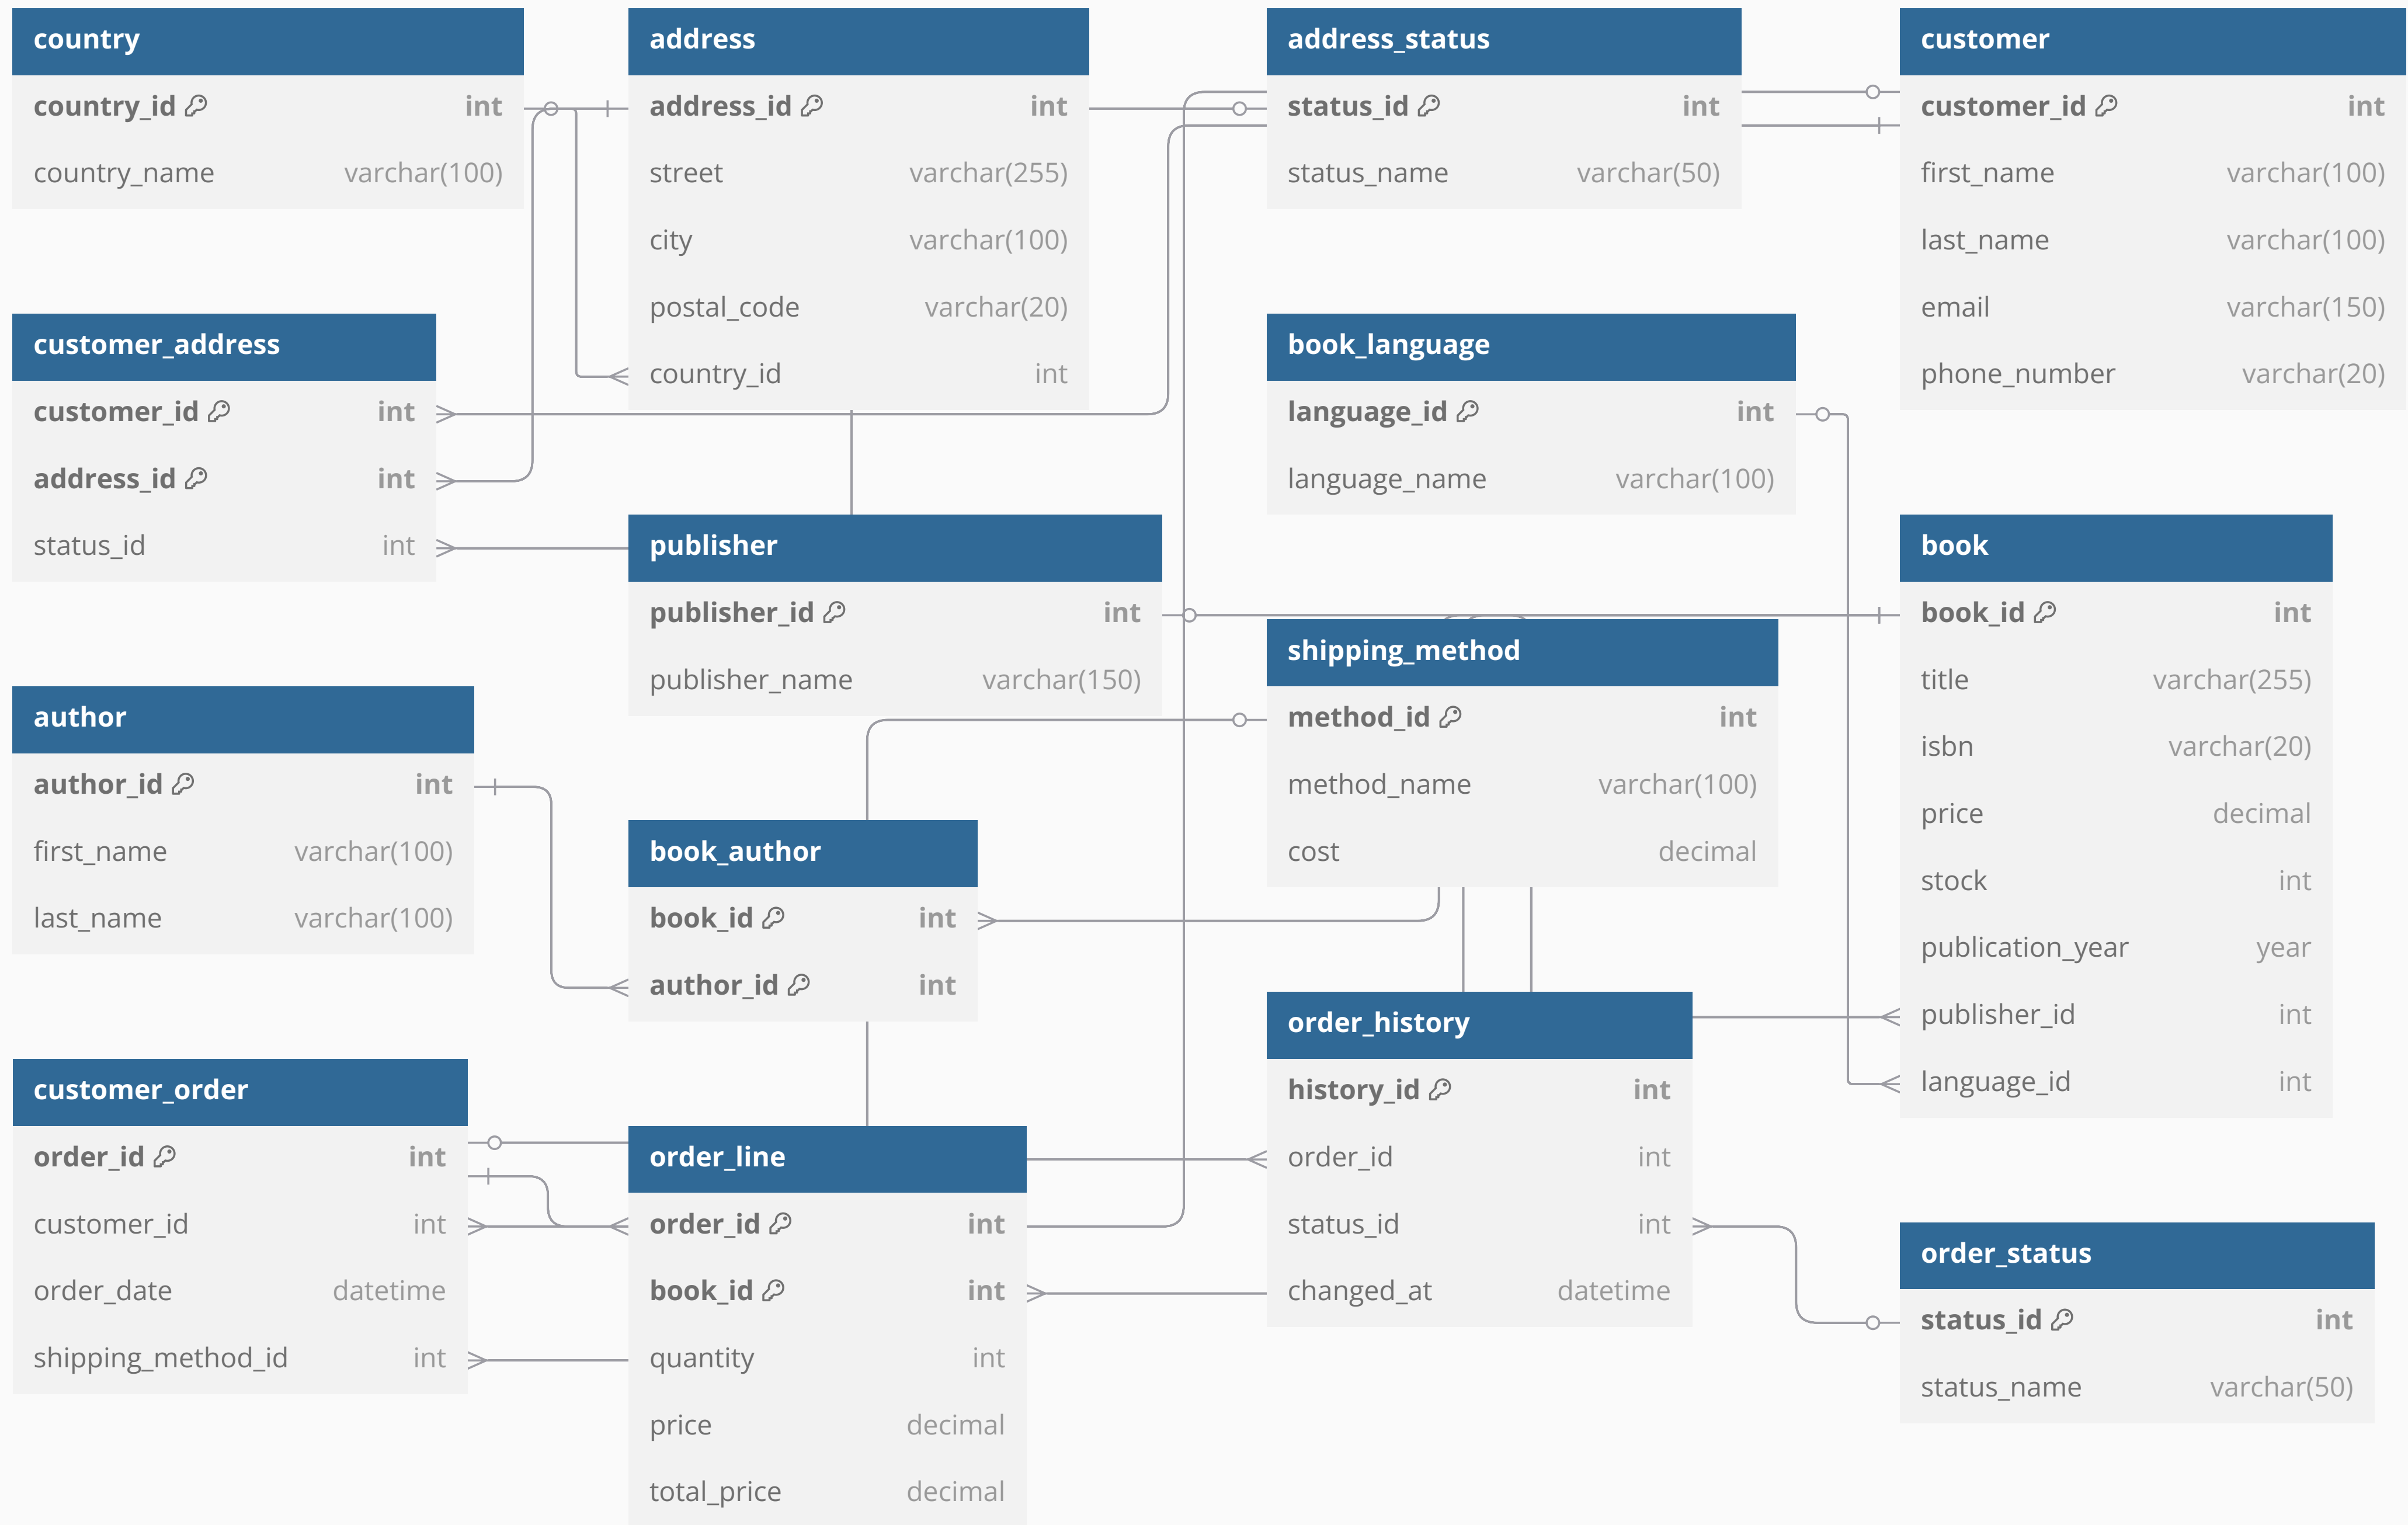 country
country_id int
country_name varchar(100)
address
address_id int
street varchar(255)
city varchar(100)
postal_code varchar(20)
country_id int
address_status
status_id int
status_name varchar(50)
customer
customer_id int
first_name varchar(100)
last_name varchar(100)
email varchar(150)
phone_number varchar(20)
customer_address
customer_id int
address_id int
status_id int
book_language
language_id int
language_name varchar(100)
publisher
publisher_id int
publisher_name varchar(150)
book
book_id int
title varchar(255)
isbn varchar(20)
price decimal
stock int
publication_year year
publisher_id int
language_id int
shipping_method
method_id int
method_name varchar(100)
cost decimal
author
author_id int
first_name varchar(100)
last_name varchar(100)
book_author
book_id int
author_id int
order_history
history_id int
order_id int
status_id int
changed_at datetime
customer_order
order_id int
customer_id int
order_date datetime
shipping_method_id int
order_line
order_id int
book_id int
quantity int
price decimal
total_price decimal
order_status
status_id int
status_name varchar(50)